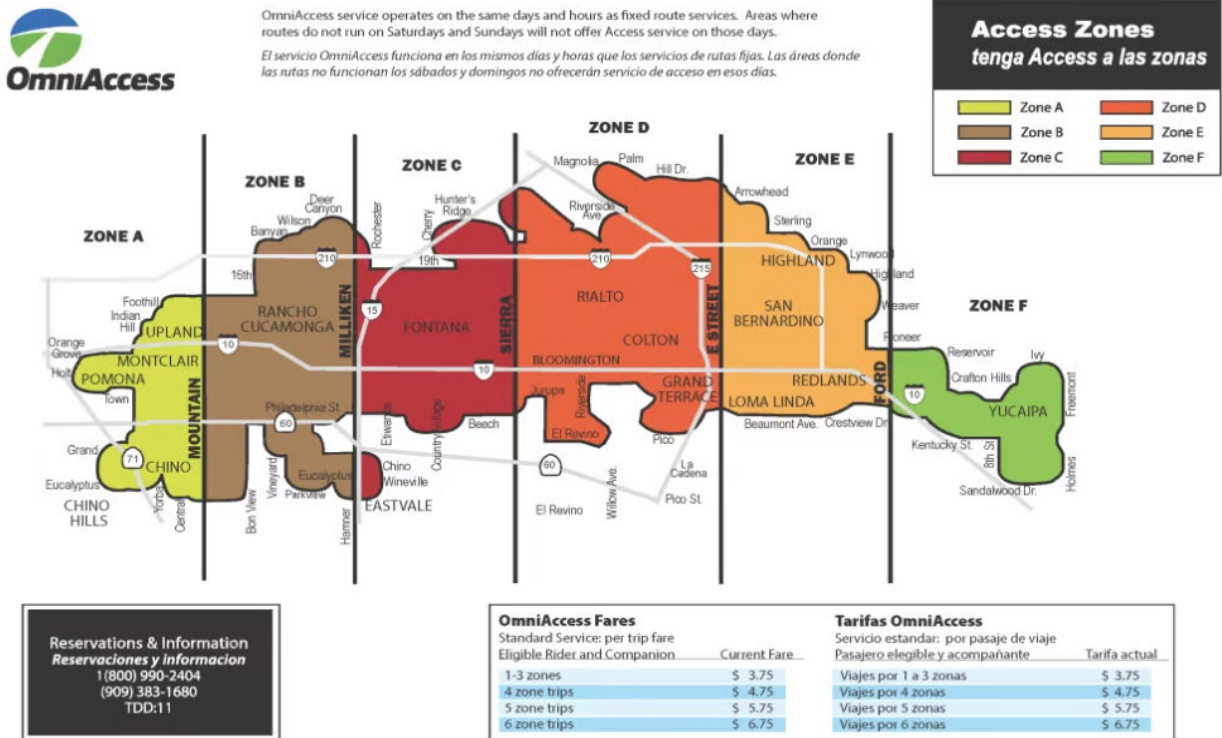 OmniAccess
OmniAccess service operates on the same days and hours as fixed route services. Areas where
routes do not run on Saturdays and Sundays will not offer Access service on those days.
El servicio OmniAccess funciona en los mismos días y horas que los servicios de rutas fijas. Las áreas donde
las rutas no funcionan los sábados y domingos no ofrecerán servicio de acceso en esos días.
Access Zones
tenga Access a las zonas
Zone A
Zone D
Zone B
Zone E
Zone C
Zone F
ZONE A
ZONE B
ZONE C
ZONE D
ZONE E
ZONE F
MOUNTAIN
MILLIKEN
SIERRA
E STREET
FORD
Foothill
Indian
Hill
Orange
Grove
Holt
Town
Grand
Eucalyptus
CHINO
HILLS
UPLAND
MONTCLAIR
POMONA
CHINO
71
Yorba
Central
Deer
Canyon
Wilson
Banyan
16th
210
RANCHO
CUCAMONGA
10
Philadelphia St.
60
Vineyard
Bon View
Eucalyptus
Parkview
Hamner
Rochester
Cherry
Hunter's
Ridge
19th
15
FONTANA
10
Etiwanda
Country Village
Beech
Chino
Wineville
EASTVALE
Magnolia
Palm
Hill Dr.
Riverside
Ave.
210
215
RIALTO
COLTON
BLOOMINGTON
GRAND
TERRACE
Jurupa
Riverside
El Revino
Pico
60
El Revino
Willow Ave.
La
Cadena
Pico St.
Arrowhead
Sterling
Orange
Lynwood
Highland
Weaver
Pioneer
HIGHLAND
SAN
BERNARDINO
REDLANDS
LOMA LINDA
Beaumont Ave.
Crestview Dr
Reservoir
Crafton Hills
Ivy
Freemont
10
YUCAIPA
Kentucky St.
8th St
Sandalwood Dr.
Holmes
Reservations & Information
Reservaciones y informacion
1(800) 990-2404
(909) 383-1680
TDD:11
OmniAccess Fares
Standard Service: per trip fare
Eligible Rider and Companion Current Fare
1-3 zones $ 3.75
4 zone trips $ 4.75
5 zone trips $ 5.75
6 zone trips $ 6.75
Tarifas OmniAccess
Servicio estandar: por pasaje de viaje
Pasajero elegible y acompañante Tarifa actual
Viajes por 1 a 3 zonas $ 3.75
Viajes por 4 zonas $ 4.75
Viajes por 5 zonas $ 5.75
Viajes por 6 zonas $ 6.75